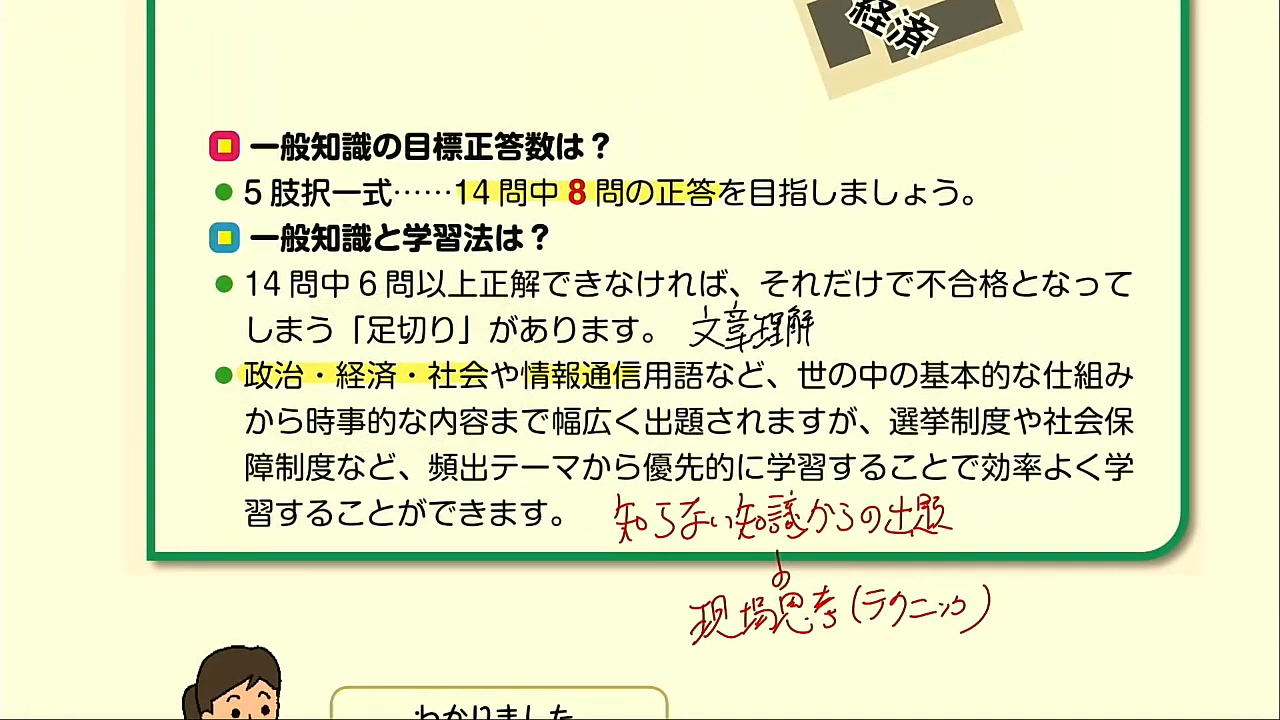 経済
一般知識の目標正答数は？
5肢択一式……14問中8問の正答を目指しましょう。
一般知識と学習法は？
14問中6問以上正解できなければ、それだけで不合格となって
しまう「足切り」があります。 文章理解
政治・経済・社会や情報通信用語など、世の中の基本的な仕組み
から時事的な内容まで幅広く出題されますが、選挙制度や社会保
障制度など、頻出テーマから優先的に学習することで効率よく学
習することができます。 知らない知識からの出題
現場思考(テクニック)
わかりました